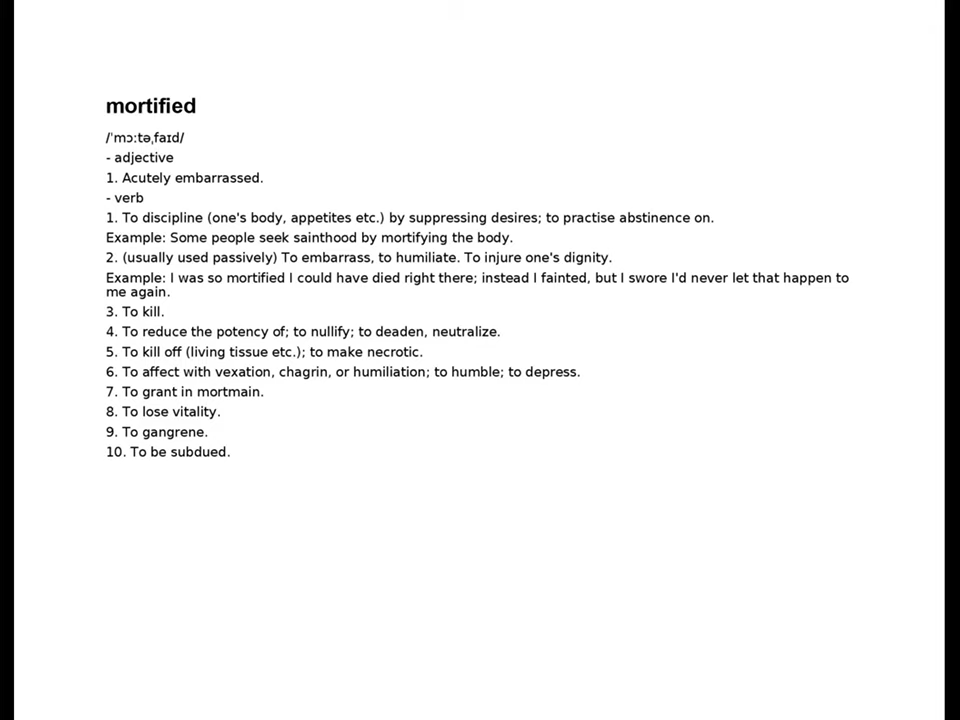 mortified
/ˈmɔːtəˌfaɪd/
- adjective
1. Acutely embarrassed.
- verb
1. To discipline (one's body, appetites etc.) by suppressing desires; to practise abstinence on.
Example: Some people seek sainthood by mortifying the body.
2. (usually used passively) To embarrass, to humiliate. To injure one's dignity.
Example: I was so mortified I could have died right there; instead I fainted, but I swore I'd never let that happen to
me again.
3. To kill.
4. To reduce the potency of; to nullify; to deaden, neutralize.
5. To kill off (living tissue etc.); to make necrotic.
6. To affect with vexation, chagrin, or humiliation; to humble; to depress.
7. To grant in mortmain.
8. To lose vitality.
9. To gangrene.
10. To be subdued.